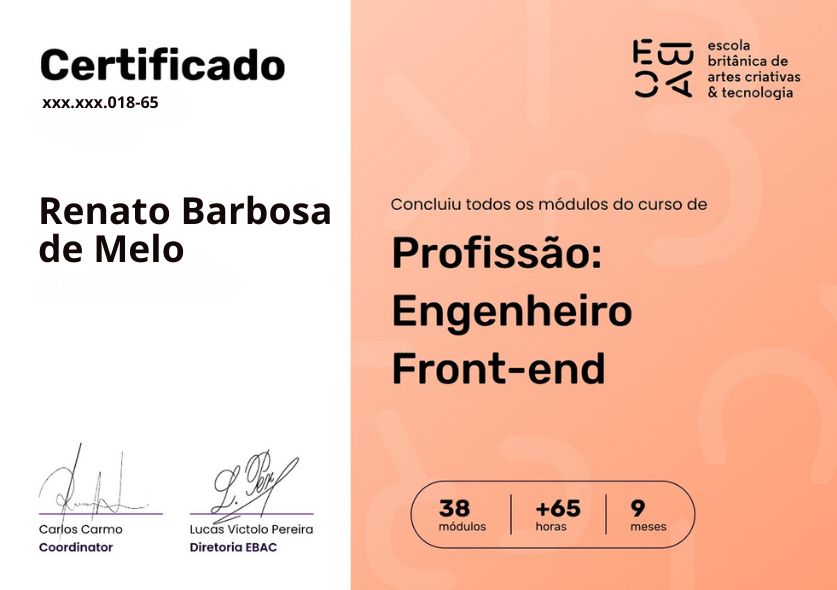 Certificado
xxx.xxx.018-65
Renato Barbosa
de Melo
Carlos Carmo
Coordinator
Lucas Victolo Pereira
Diretoria EBAC
EBAC
escola
britânica de
artes criativas
& tecnologia
Concluiu todos os módulos do curso de
Profissão:
Engenheiro
Front-end
38
módulos
+65
horas
9
meses